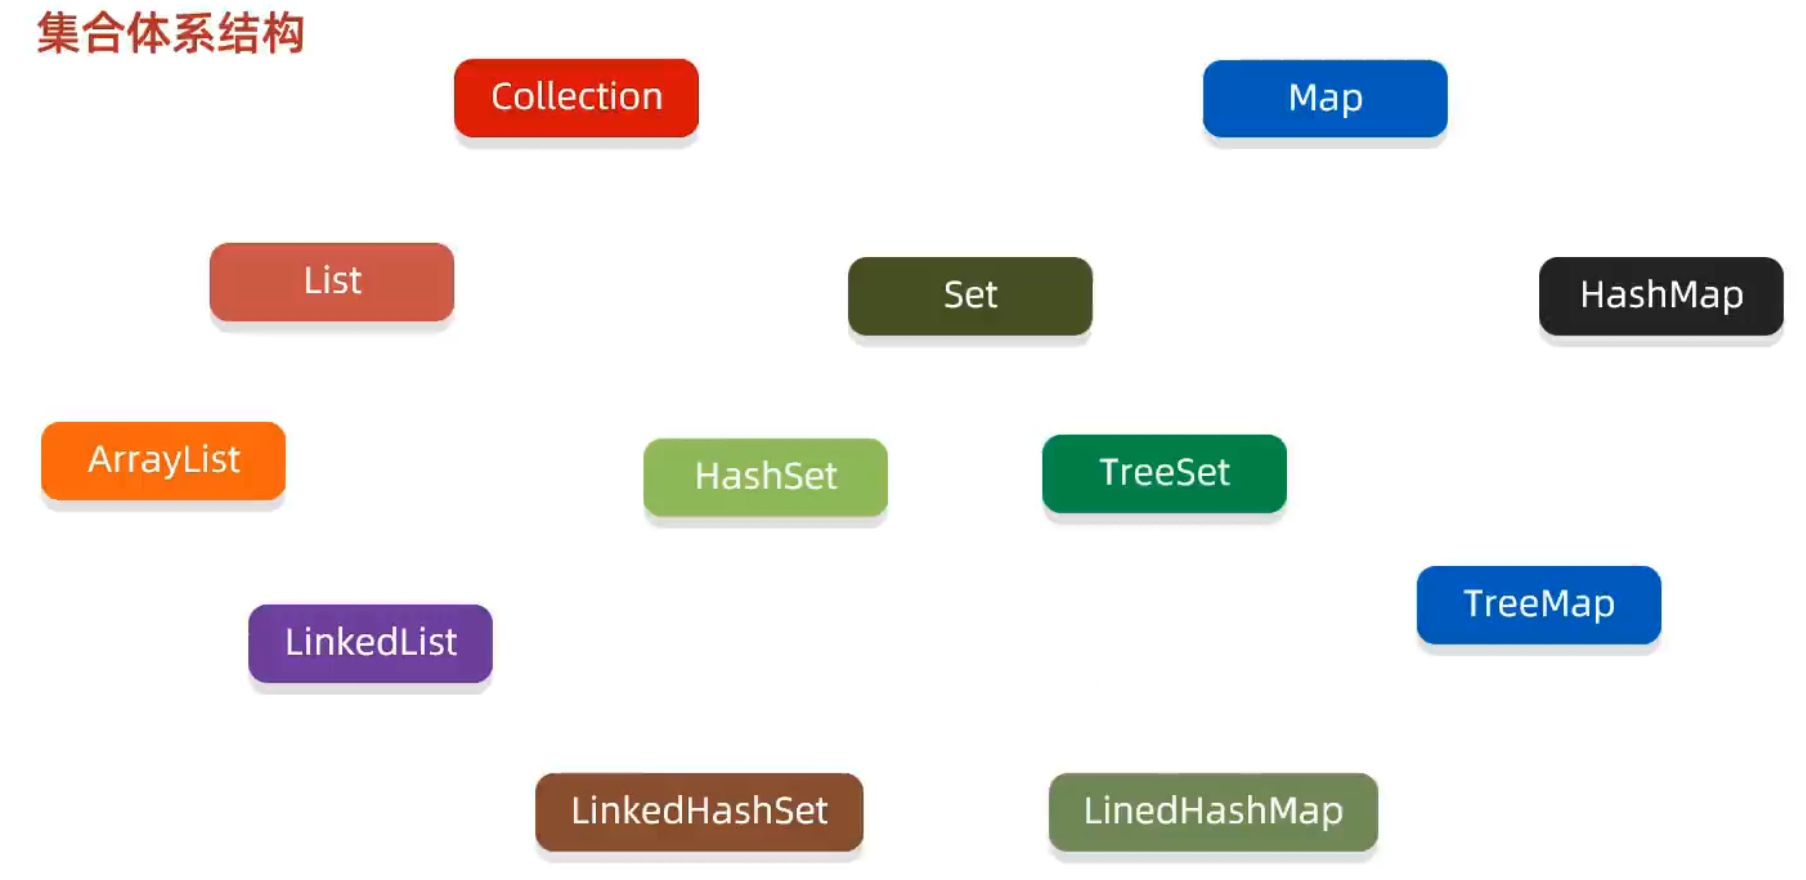 集合体系结构
Collection
Map
List
Set
HashMap
ArrayList
HashSet
TreeSet
TreeMap
LinkedList
LinkedHashSet
LinedHashMap